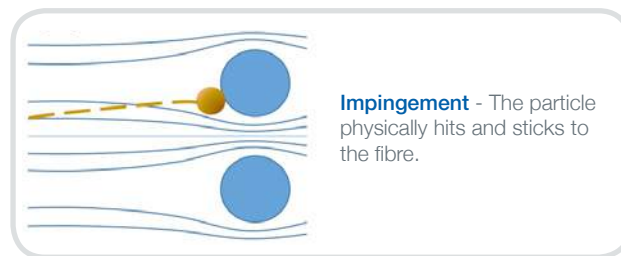 Impingement - The particle
physically hits and sticks to
the fibre.